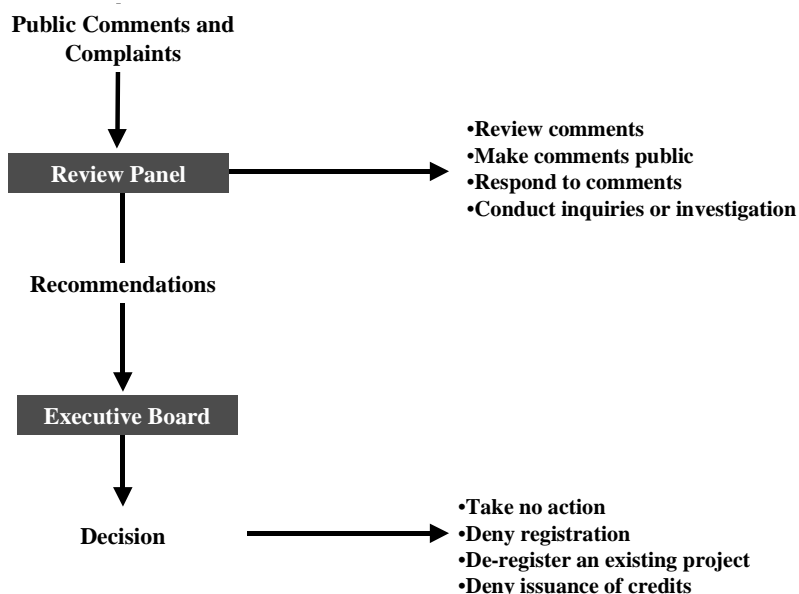 Public Comments and
Complaints
Review Panel
•Review comments
•Make comments public
•Respond to comments
•Conduct inquiries or investigation
Recommendations
Executive Board
Decision
•Take no action
•Deny registration
•De-register an existing project
•Deny issuance of credits